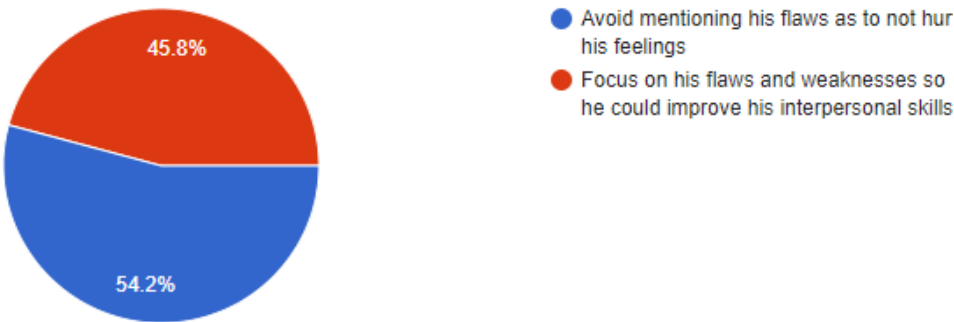 45.8%
54.2%
Avoid mentioning his flaws as to not hur
his feelings
Focus on his flaws and weaknesses so
he could improve his interpersonal skills